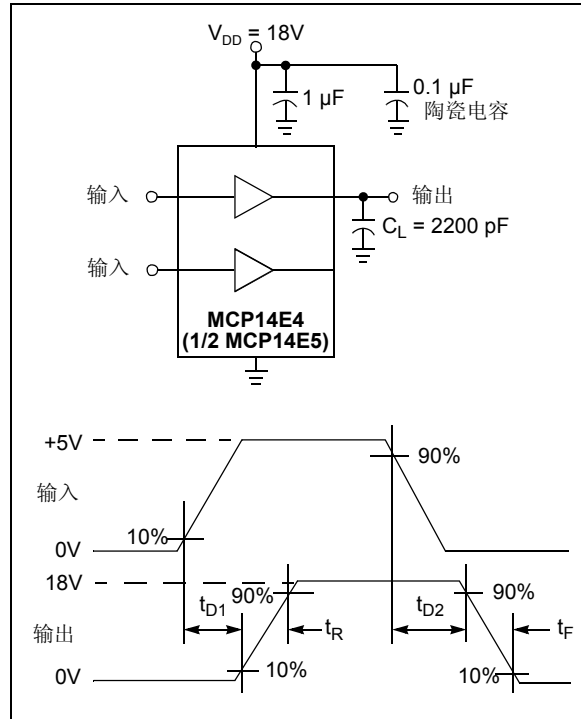 V_DD = 18V
1 µF
0.1 µF
陶瓷电容
输入
输出
C_L = 2200 pF
输入
MCP14E4
(1/2 MCP14E5)
+5V
90%
输入
10%
0V
18V
t_D1
90%
t_R
t_D2
90%
t_F
输出
0V
10%
10%